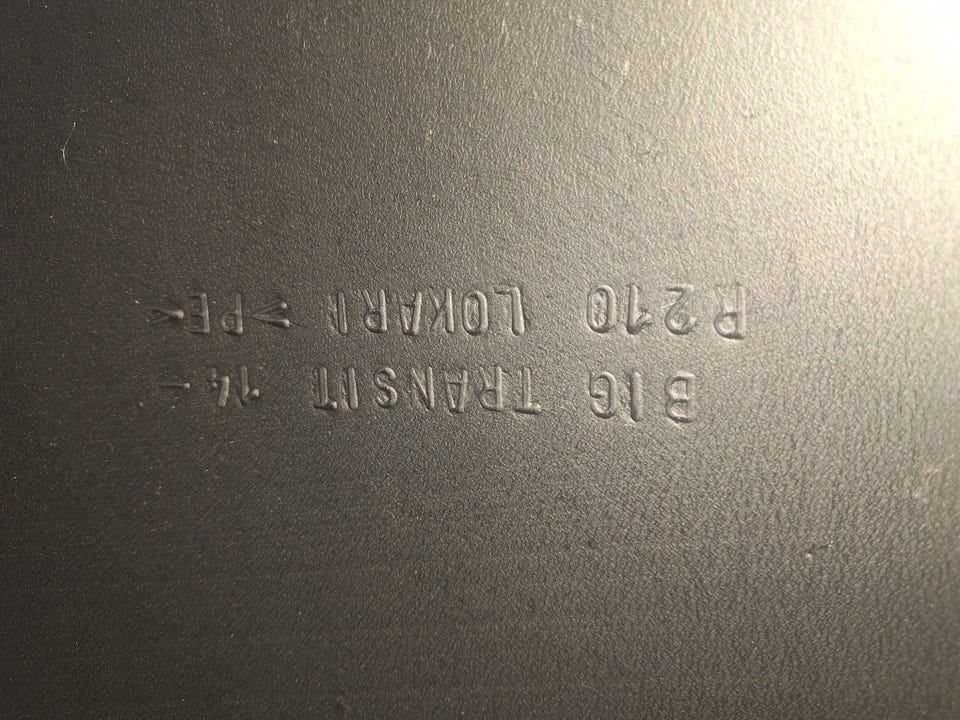 BIG TRANSIT 14-
R210 LOKARI >PE<